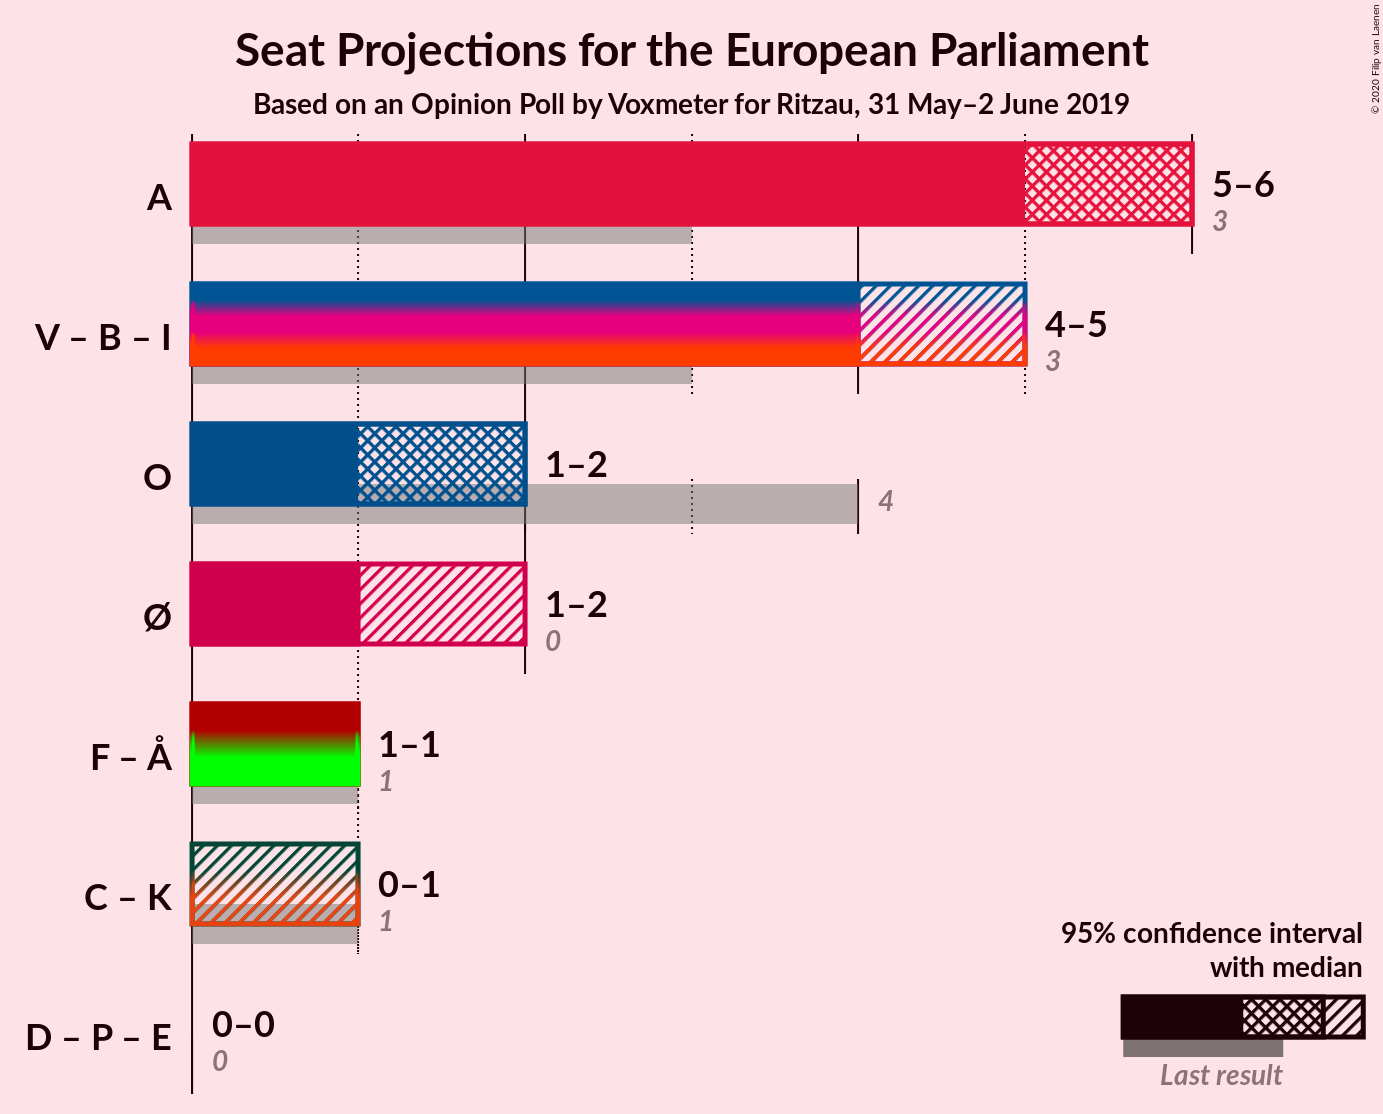 Seat Projections for the European Parliament
Based on an Opinion Poll by Voxmeter for Ritzau, 31 May–2 June 2019
© 2020 Filip van Laenen
A
5–6
3
V – B – I
4–5
3
O
1–2
4
Ø
1–2
0
F – Å
1–1
1
C – K
0–1
1
D – P – E
0–0
0
95% confidence interval
with median
Last result